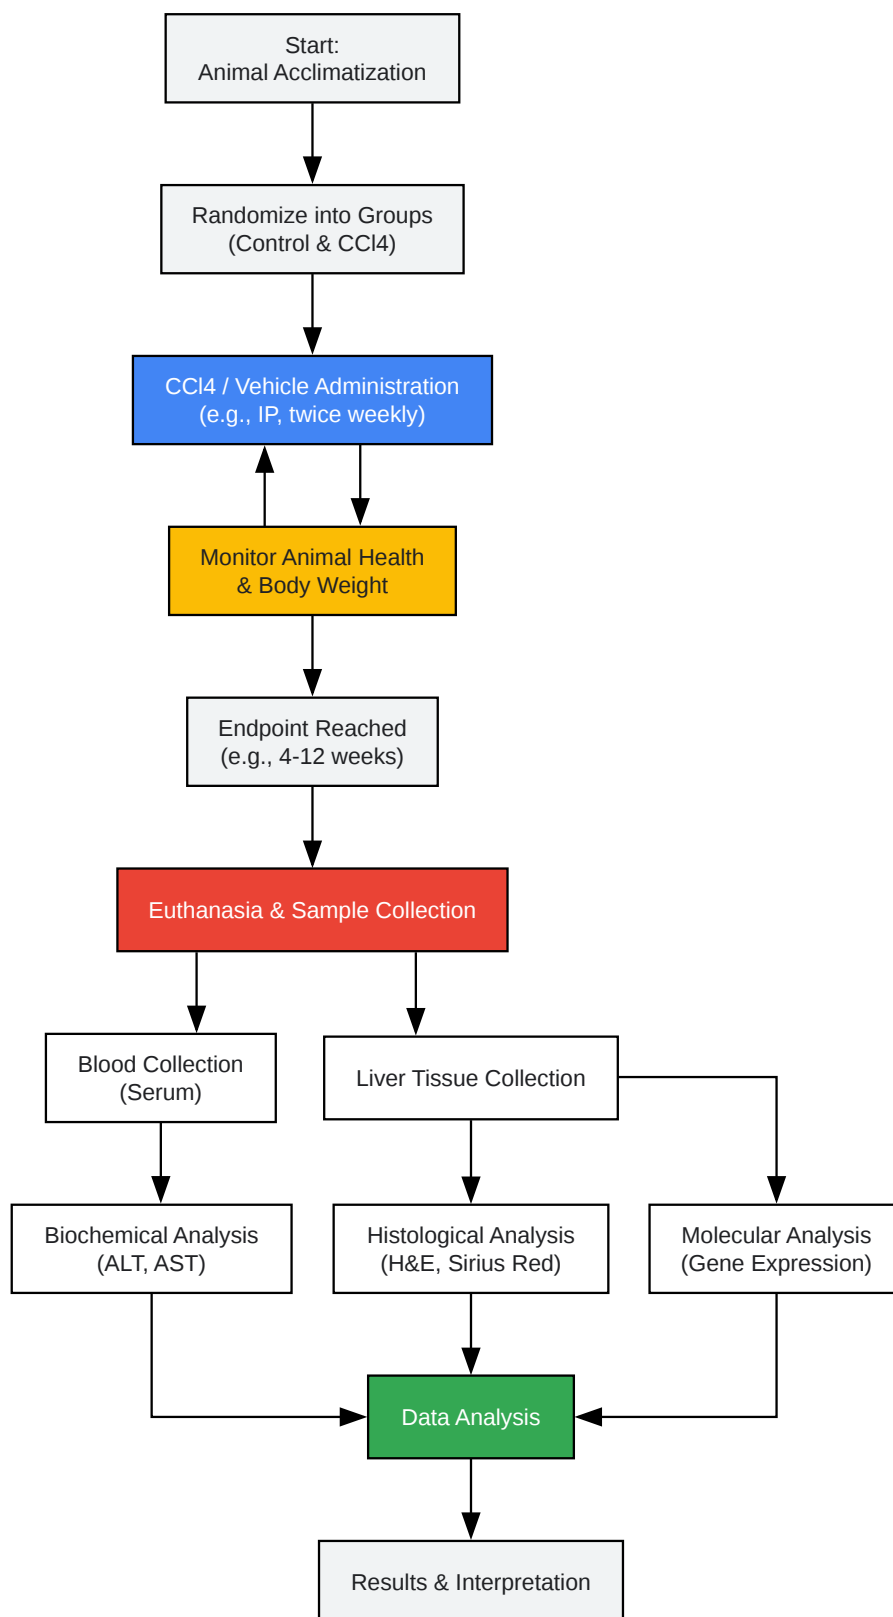 Start:
Animal Acclimatization
Randomize into Groups
(Control & CCl4)
CCl4 / Vehicle Administration
(e.g., IP, twice weekly)
Monitor Animal Health
& Body Weight
Endpoint Reached
(e.g., 4-12 weeks)
Euthanasia & Sample Collection
Blood Collection
(Serum)
Liver Tissue Collection
Biochemical Analysis
(ALT, AST)
Histological Analysis
(H&E, Sirius Red)
Molecular Analysis
(Gene Expression)
Data Analysis
Results & Interpretation